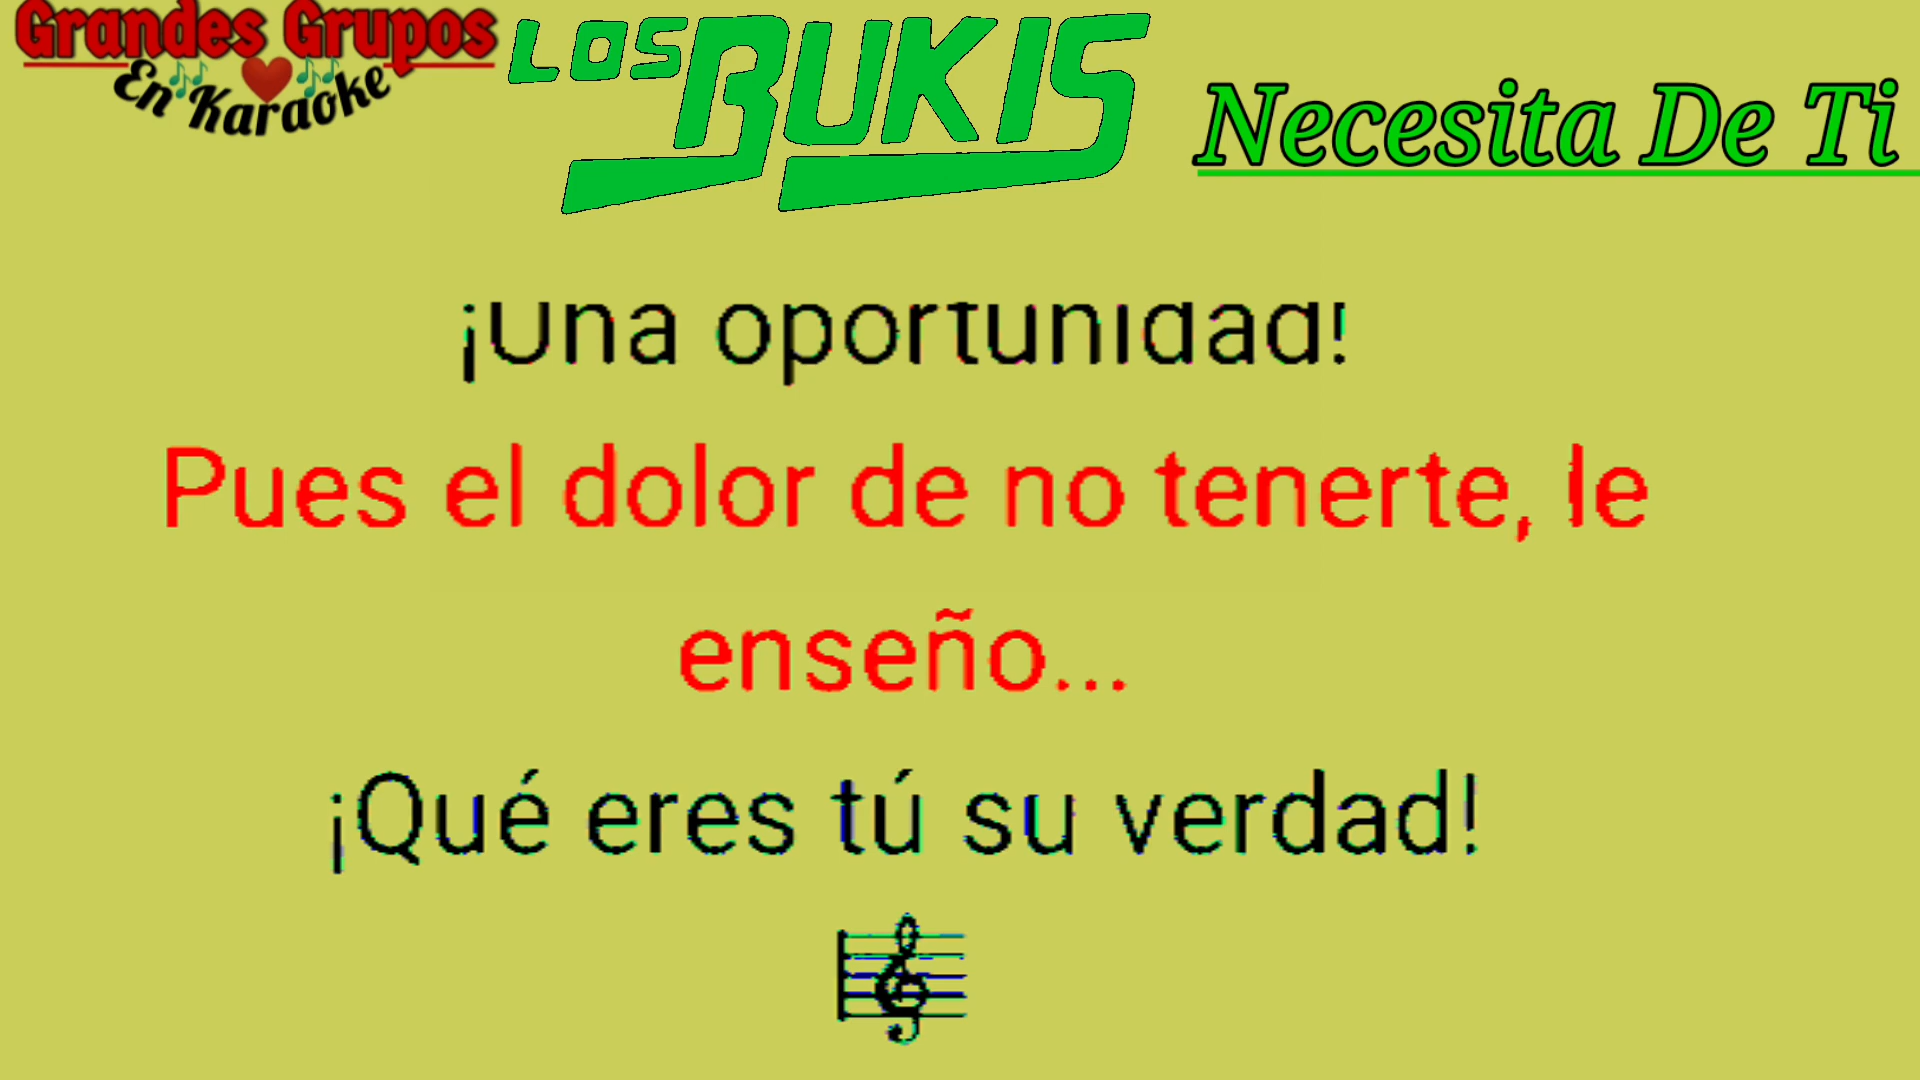 Grandes Grupos
En Karaoke
LOS BUKIS
Necesita De Ti
¡Una oportunidad!
Pues el dolor de no tenerte, le
enseño...
¡Qué eres tú su verdad!